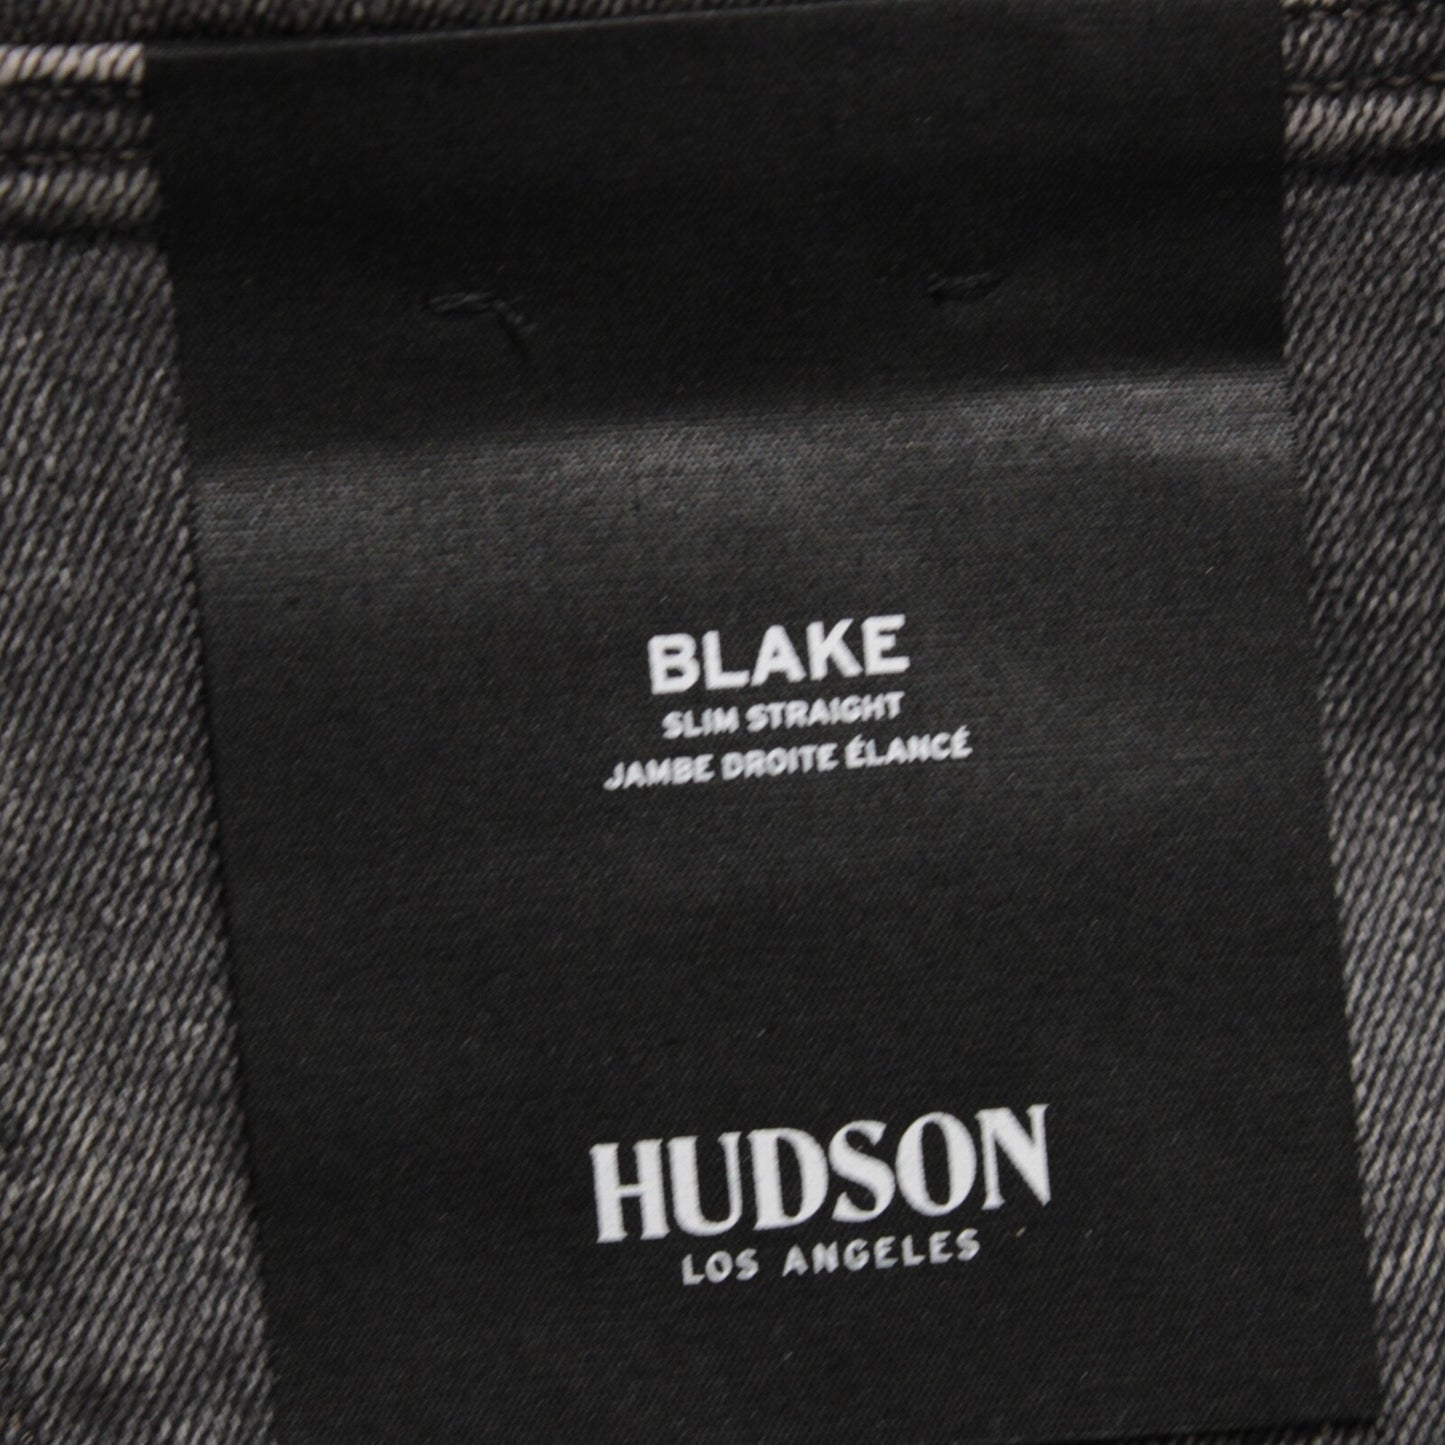 BLAKE
SLIM STRAIGHT
JAMBE DROITE ÉLANCÉ
HUDSON
LOS ANGELES